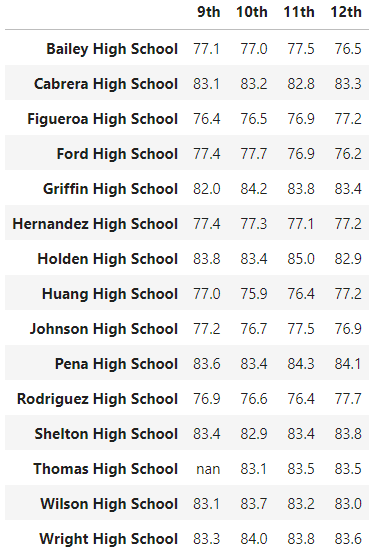 9th 10th 11th 12th
Bailey High School 77.1 77.0 77.5 76.5
Cabrera High School 83.1 83.2 82.8 83.3
Figueroa High School 76.4 76.5 76.9 77.2
Ford High School 77.4 77.7 76.9 76.2
Griffin High School 82.0 84.2 83.8 83.4
Hernandez High School 77.4 77.3 77.1 77.2
Holden High School 83.8 83.4 85.0 82.9
Huang High School 77.0 75.9 76.4 77.2
Johnson High School 77.2 76.7 77.5 76.9
Pena High School 83.6 83.4 84.3 84.1
Rodriguez High School 76.9 76.6 76.4 77.7
Shelton High School 83.4 82.9 83.4 83.8
Thomas High School nan 83.1 83.5 83.5
Wilson High School 83.1 83.7 83.2 83.0
Wright High School 83.3 84.0 83.8 83.6